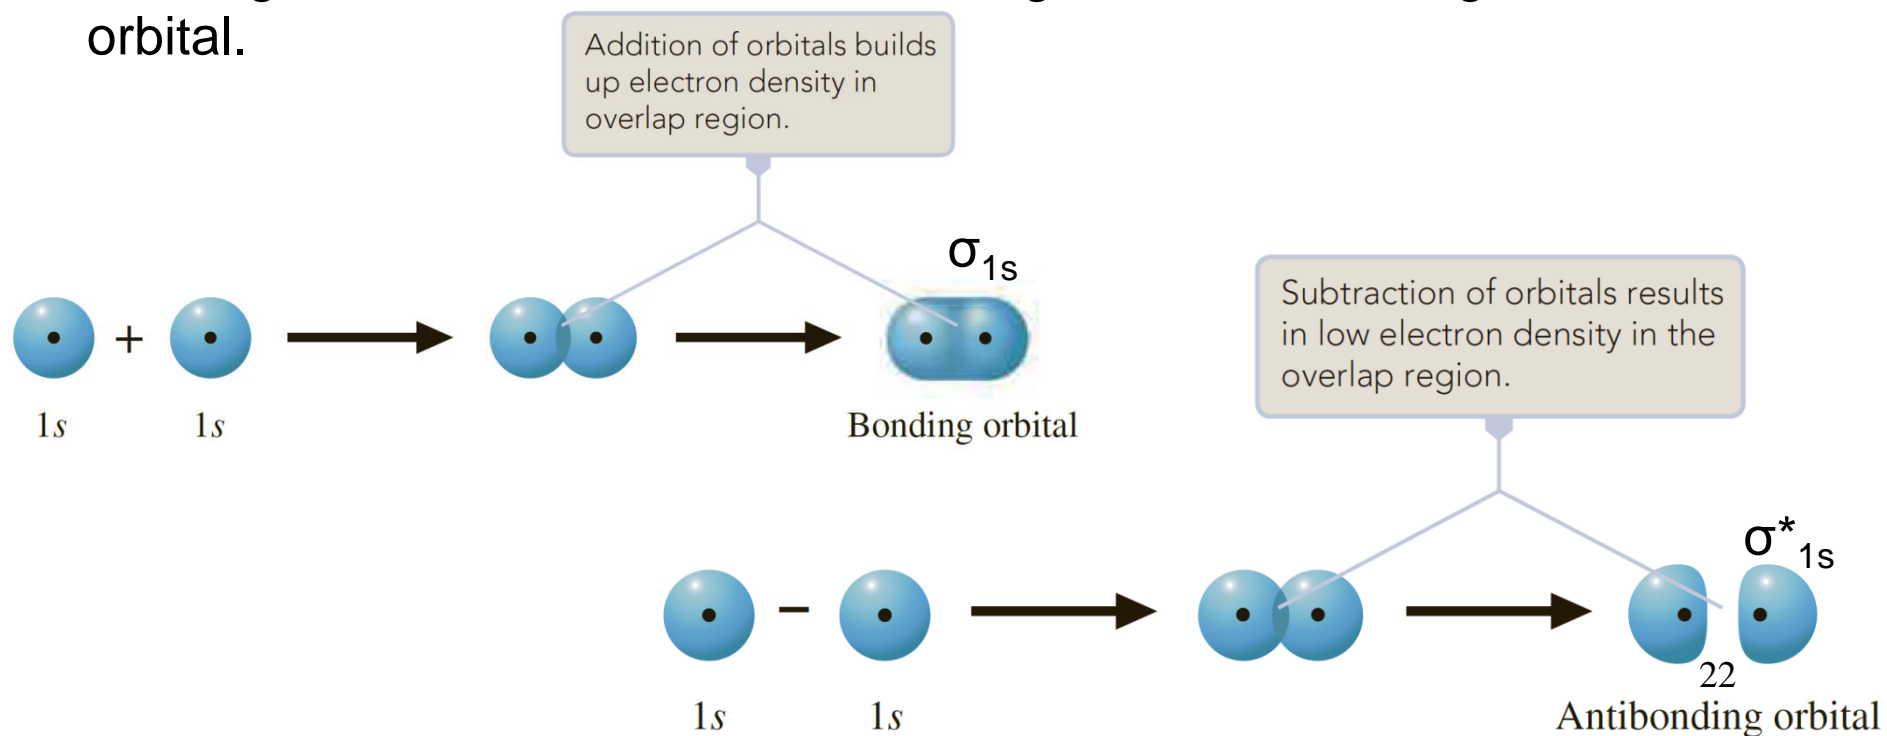 orbital.
Addition of orbitals builds
up electron density in
overlap region.
σ1s
+
1s 1s
Bonding orbital
Subtraction of orbitals results
in low electron density in the
overlap region.
σ*1s
−
22
1s 1s
Antibonding orbital